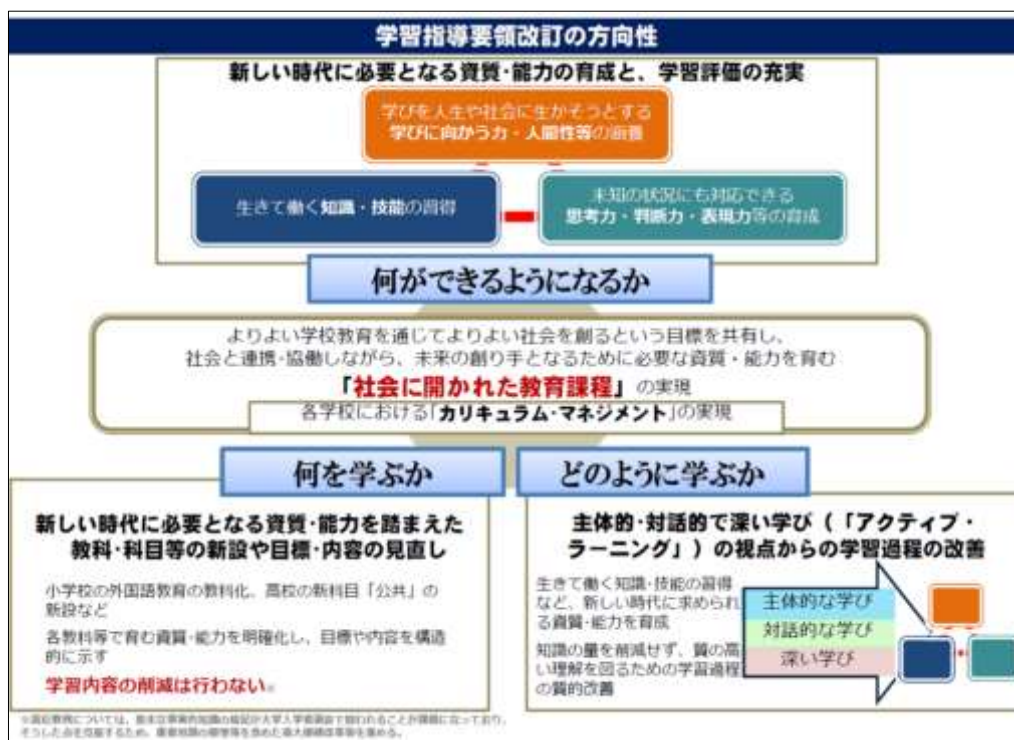 学習指導要領改訂の方向性
新しい時代に必要となる資質・能力の育成と、学習評価の充実
学びを人生や社会に生かそうとする
学びに向かう力・人間性等の涵養
生きて働く知識・技能の習得
未知の状況にも対応できる
思考力・判断力・表現力等の育成
何ができるようになるか
よりよい学校教育を通じてよりよい社会を創るという目標を共有し、
社会と連携・協働しながら、未来の創り手となるために必要な資質・能力を育む
「社会に開かれた教育課程」の実現
各学校における「カリキュラム・マネジメント」の実現
何を学ぶか
どのように学ぶか
新しい時代に必要となる資質・能力を踏まえた
教科・科目等の新設や目標・内容の見直し
小学校の外国語教育の教科化、高校の新科目「公共」の
新設など
各教科等で育む資質・能力を明確化し、目標や内容を構造
的に示す
学習内容の削減は行わない※
主体的・対話的で深い学び（「アクティブ・
ラーニング」）の視点からの学習過程の改善
生きて働く知識・技能の習得
など、新しい時代に求められ
る資質・能力を育成
知識の量を削減せず、質の高
い理解を図るための学習過程
の質的改善
主体的な学び
対話的な学び
深い学び